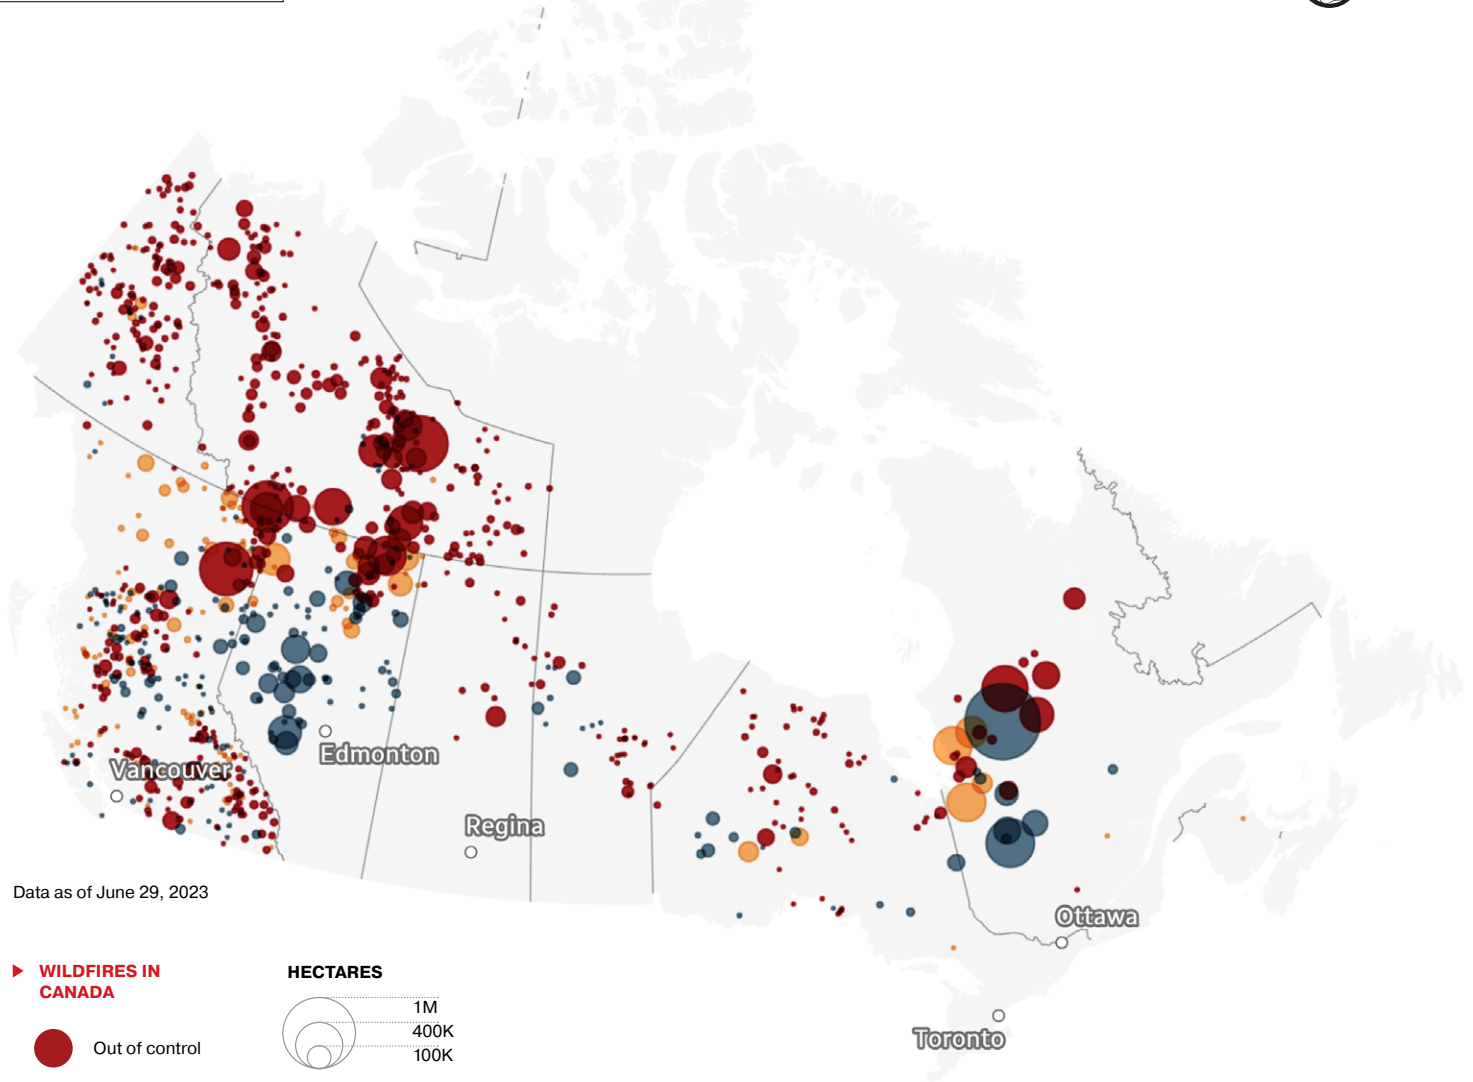 Vancouver
Edmonton
Regina
Data as of June 29, 2023
Ottawa
WILDFIRES IN
CANADA
Out of control
HECTARES
1M
400K
100K
Toronto